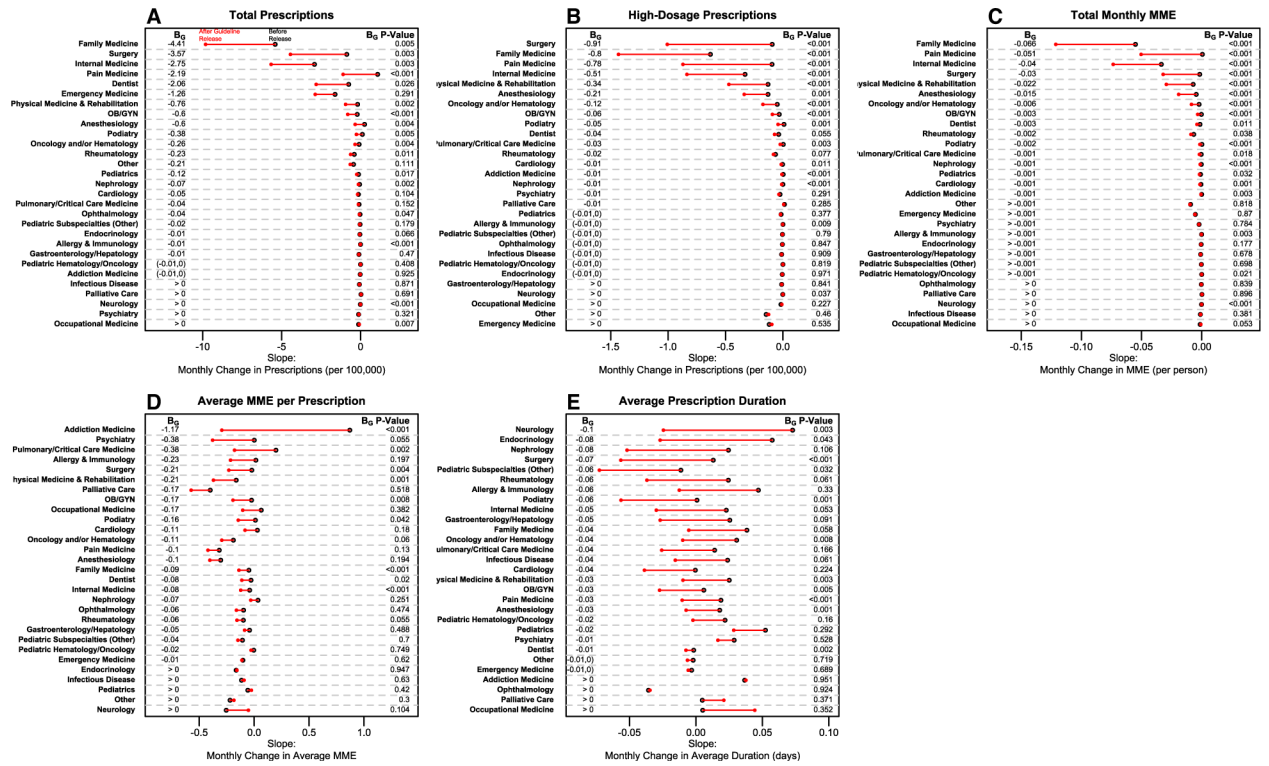 A Total Prescriptions
B_G After Guideline Release Before Release B_G P-Value
Family Medicine -4.41 0.005
Surgery -3.57 0.003
Internal Medicine -2.75 0.003
Pain Medicine -2.19 <0.001
Dentist -2.06 0.026
Emergency Medicine -1.26 0.291
Physical Medicine & Rehabilitation -0.76 0.002
OB/GYN -0.6 <0.001
Anesthesiology -0.6 0.004
Podiatry -0.38 0.005
Oncology and/or Hematology -0.26 0.004
Rheumatology -0.23 0.011
Other -0.21 0.111
Pediatrics -0.12 0.017
Nephrology -0.07 0.002
Cardiology -0.05 0.104
Pulmonary/Critical Care Medicine -0.04 0.152
Ophthalmology -0.04 0.047
Pediatric Subspecialties (Other) -0.02 0.179
Endocrinology -0.01 0.066
Allergy & Immunology -0.01 <0.001
Gastroenterology/Hepatology -0.01 0.47
Pediatric Hematology/Oncology (-0.01,0) 0.408
Addiction Medicine (-0.01,0) 0.925
Infectious Disease > 0 0.871
Palliative Care > 0 0.691
Neurology > 0 <0.001
Psychiatry > 0 0.321
Occupational Medicine > 0 0.007
-10 -5 0
Slope:
Monthly Change in Prescriptions (per 100,000)
B High-Dosage Prescriptions
B_G B_G P-Value
Surgery -0.91 <0.001
Family Medicine -0.8 <0.001
Pain Medicine -0.78 <0.001
Internal Medicine -0.51 <0.001
ysical Medicine & Rehabilitation -0.34 <0.001
Anesthesiology -0.21 0.001
Oncology and/or Hematology -0.12 <0.001
OB/GYN -0.06 <0.001
Podiatry -0.05 0.001
Dentist -0.04 0.055
ulmonary/Critical Care Medicine -0.03 0.003
Rheumatology -0.02 0.077
Cardiology -0.01 0.011
Addiction Medicine -0.01 <0.001
Nephrology -0.01 <0.001
Psychiatry -0.01 0.291
Palliative Care -0.01 0.285
Pediatrics (-0.01,0) 0.377
Allergy & Immunology (-0.01,0) 0.009
Pediatric Subspecialties (Other) (-0.01,0) 0.79
Ophthalmology (-0.01,0) 0.847
Infectious Disease (-0.01,0) 0.909
Pediatric Hematology/Oncology (-0.01,0) 0.819
Endocrinology (-0.01,0) 0.971
Gastroenterology/Hepatology > 0 0.841
Neurology > 0 0.037
Occupational Medicine > 0 0.227
Other > 0 0.46
Emergency Medicine > 0 0.535
-1.5 -1.0 -0.5 0.0
Slope:
Monthly Change in Prescriptions (per 100,000)
C Total Monthly MME
B_G B_G P-Value
Family Medicine -0.066 <0.001
Pain Medicine -0.051 <0.001
Internal Medicine -0.04 <0.001
Surgery -0.03 <0.001
ysical Medicine & Rehabilitation -0.022 <0.001
Anesthesiology -0.015 <0.001
Oncology and/or Hematology -0.006 <0.001
OB/GYN -0.003 <0.001
Dentist -0.003 0.011
Rheumatology -0.002 0.038
Podiatry -0.002 <0.001
ulmonary/Critical Care Medicine -0.001 0.018
Nephrology -0.001 <0.001
Pediatrics -0.001 0.032
Cardiology -0.001 0.001
Addiction Medicine -0.001 0.003
Other > -0.001 0.818
Emergency Medicine > -0.001 0.87
Psychiatry > -0.001 0.784
Allergy & Immunology > -0.001 0.003
Endocrinology > -0.001 0.177
Gastroenterology/Hepatology > -0.001 0.678
Pediatric Subspecialties (Other) > -0.001 0.698
Pediatric Hematology/Oncology > -0.001 0.021
Ophthalmology > 0 0.839
Palliative Care > 0 0.896
Neurology > 0 <0.001
Infectious Disease > 0 0.381
Occupational Medicine > 0 0.053
-0.15 -0.10 -0.05 0.00
Slope:
Monthly Change in MME (per person)
D Average MME per Prescription
B_G B_G P-Value
Addiction Medicine -1.17 <0.001
Psychiatry -0.38 0.055
Pulmonary/Critical Care Medicine -0.38 0.002
Allergy & Immunology -0.23 0.197
Surgery -0.21 0.004
hysical Medicine & Rehabilitation -0.21 0.001
Palliative Care -0.17 0.518
OB/GYN -0.17 0.008
Occupational Medicine -0.17 0.382
Podiatry -0.16 0.042
Cardiology -0.11 0.18
Oncology and/or Hematology -0.11 0.06
Pain Medicine -0.1 0.13
Anesthesiology -0.1 0.194
Family Medicine -0.09 <0.001
Dentist -0.08 0.02
Internal Medicine -0.08 <0.001
Nephrology -0.07 0.251
Ophthalmology -0.06 0.474
Rheumatology -0.06 0.055
Gastroenterology/Hepatology -0.05 0.488
Pediatric Subspecialties (Other) -0.04 0.7
Pediatric Hematology/Oncology -0.02 0.749
Emergency Medicine -0.01 0.62
Endocrinology > 0 0.947
Infectious Disease > 0 0.63
Pediatrics > 0 0.42
Other > 0 0.3
Neurology > 0 0.104
-0.5 0.0 0.5 1.0
Slope:
Monthly Change in Average MME
E Average Prescription Duration
B_G B_G P-Value
Neurology -0.1 0.003
Endocrinology -0.08 0.043
Nephrology -0.08 0.106
Surgery -0.07 <0.001
Pediatric Subspecialties (Other) -0.06 0.032
Rheumatology -0.06 0.061
Allergy & Immunology -0.06 0.33
Podiatry -0.06 0.001
Internal Medicine -0.05 0.053
Gastroenterology/Hepatology -0.05 0.091
Family Medicine -0.04 0.058
Oncology and/or Hematology -0.04 0.008
ulmonary/Critical Care Medicine -0.04 0.166
Infectious Disease -0.04 0.061
Cardiology -0.04 0.224
ysical Medicine & Rehabilitation -0.03 0.003
OB/GYN -0.03 0.005
Pain Medicine -0.03 <0.001
Anesthesiology -0.03 0.001
Pediatric Hematology/Oncology -0.02 0.16
Pediatrics -0.02 0.292
Psychiatry -0.01 0.528
Dentist -0.01 0.002
Other (-0.01,0) 0.719
Emergency Medicine (-0.01,0) 0.689
Addiction Medicine > 0 0.951
Ophthalmology > 0 0.924
Palliative Care > 0 0.371
Occupational Medicine > 0 0.352
-0.05 0.00 0.05 0.10
Slope:
Monthly Change in Average Duration (days)